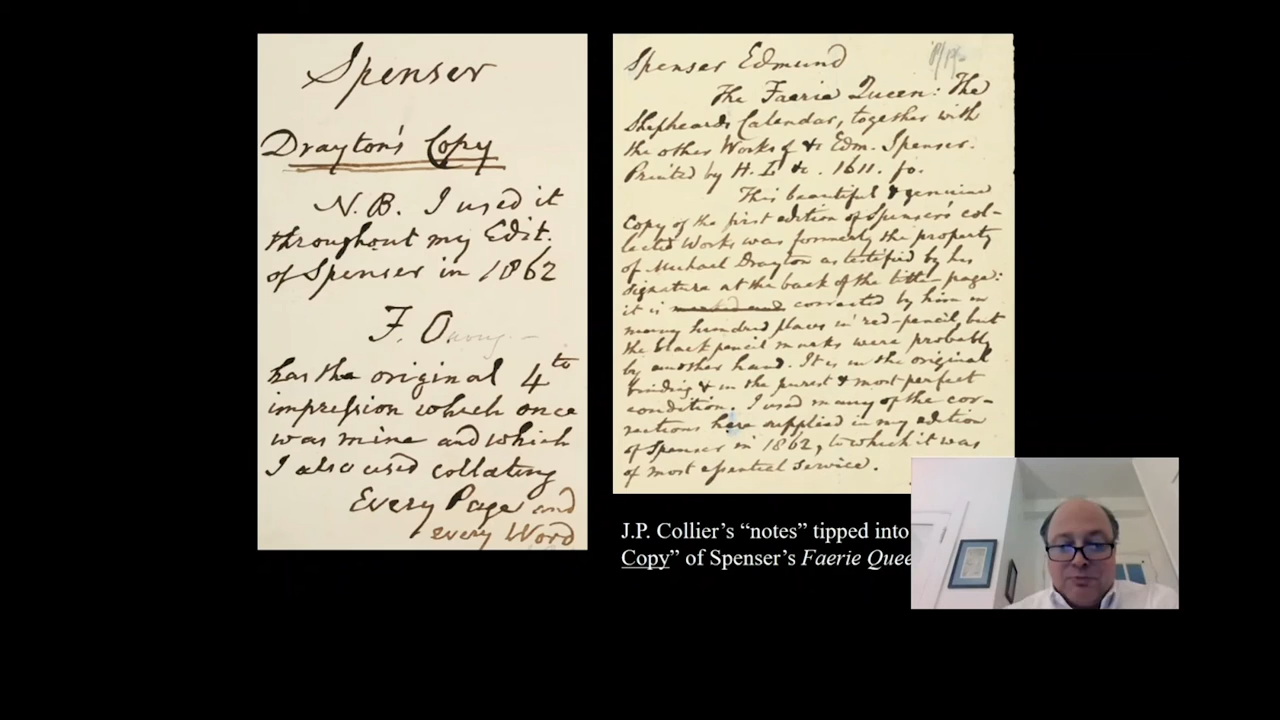 Spenser
Drayton's Copy
N.B. I used it
throughout my Edit.
of Spenser in 1862
F. O
has the original 4to
impression which once
was mine and which
I also used collating
Every Page and
every Word
Spenser Edmund
The Faerie Queen: The
Shepheards Calendar, together with
the other Works of Edm. Spenser.
Printed by H. L &c. 1611. fo.
This beautiful & genuine
Copy of the first edition of Spenser's col-
lected Works was formerly the property
of Michael Drayton as testified by his
signature at the back of the title-page:
it is corrected by him in
many hundred places in red-pencil but
the black pencil marks were probably
by another hand. It is in the original
binding & in the purest & most perfect
condition. I used many of the cor-
rections here supplied in my edition
of Spenser in 1862, to which it was
of most essential service.
J.P. Collier's “notes” tipped into
Copy” of Spenser's Faerie Quee